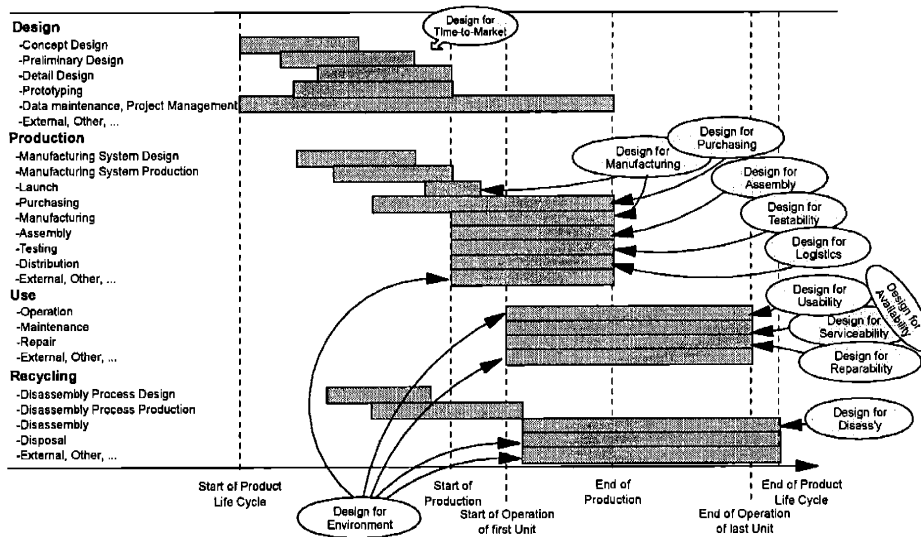 Design
Design for
Time-to-Market
-Concept Design
-Preliminary Design
-Detail Design
-Prototyping
-Data maintenance, Project Management
-External, Other, ...
Production
-Manufacturing System Design
-Manufacturing System Production
-Launch
-Purchasing
-Manufacturing
-Assembly
-Testing
-Distribution
-External, Other, ...
Design for
Manufacturing
Design for
Purchasing
Design for
Assembly
Design for
Testability
Design for
Logistics
Use
-Operation
-Maintenance
-Repair
-External, Other, ...
Design for
Usability
Design for
Availability
Design for
Serviceability
Design for
Reparability
Recycling
-Disassembly Process Design
-Disassembly Process Production
-Disassembly
-Disposal
-External, Other, ...
Design for
Disass'y
Start of Product
Life Cycle
Design for
Environment
Start of
Production
Start of Operation
of first Unit
End of
Production
End of Operation
of last Unit
End of Product
Life Cycle